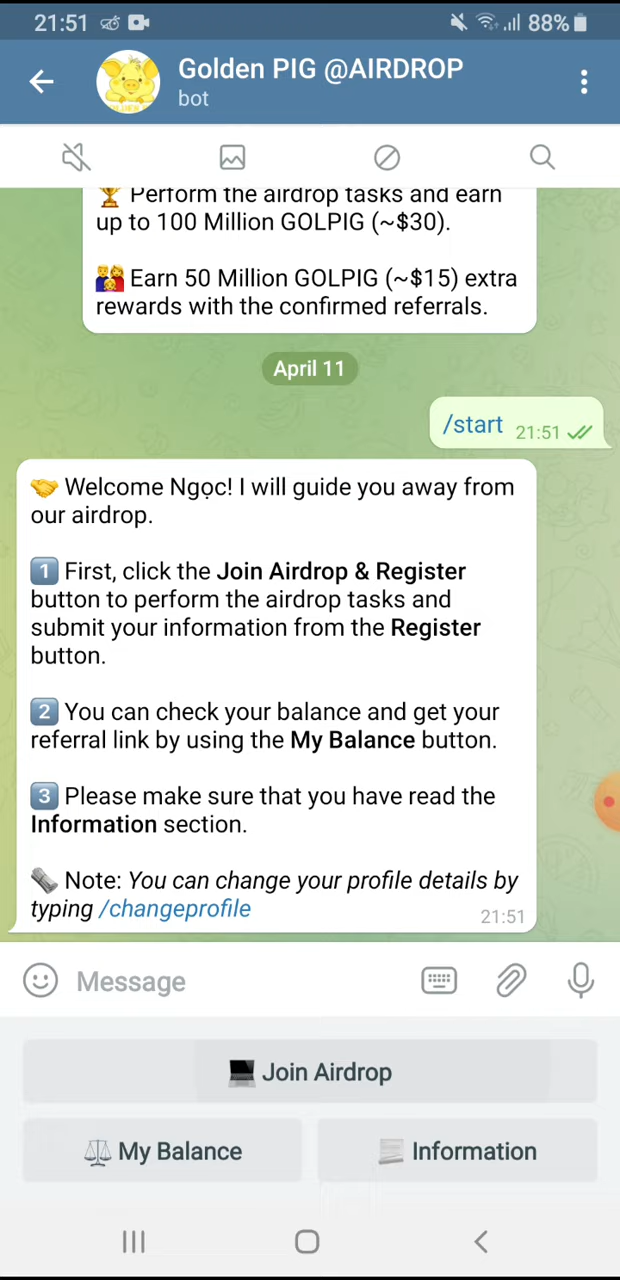 21:51
88%
Golden PIG @AIRDROP
bot
🏆 Perform the airdrop tasks and earn
up to 100 Million GOLPIG (~$30).
👨‍👩‍👧 Earn 50 Million GOLPIG (~$15) extra
rewards with the confirmed referrals.
April 11
/start 21:51
🤝 Welcome Ngọc! I will guide you away from
our airdrop.
1️⃣ First, click the Join Airdrop & Register
button to perform the airdrop tasks and
submit your information from the Register
button.
2️⃣ You can check your balance and get your
referral link by using the My Balance button.
3️⃣ Please make sure that you have read the
Information section.
🗞 Note: You can change your profile details by
typing /changeprofile
21:51
Message
💻 Join Airdrop
⚖ My Balance
📃 Information